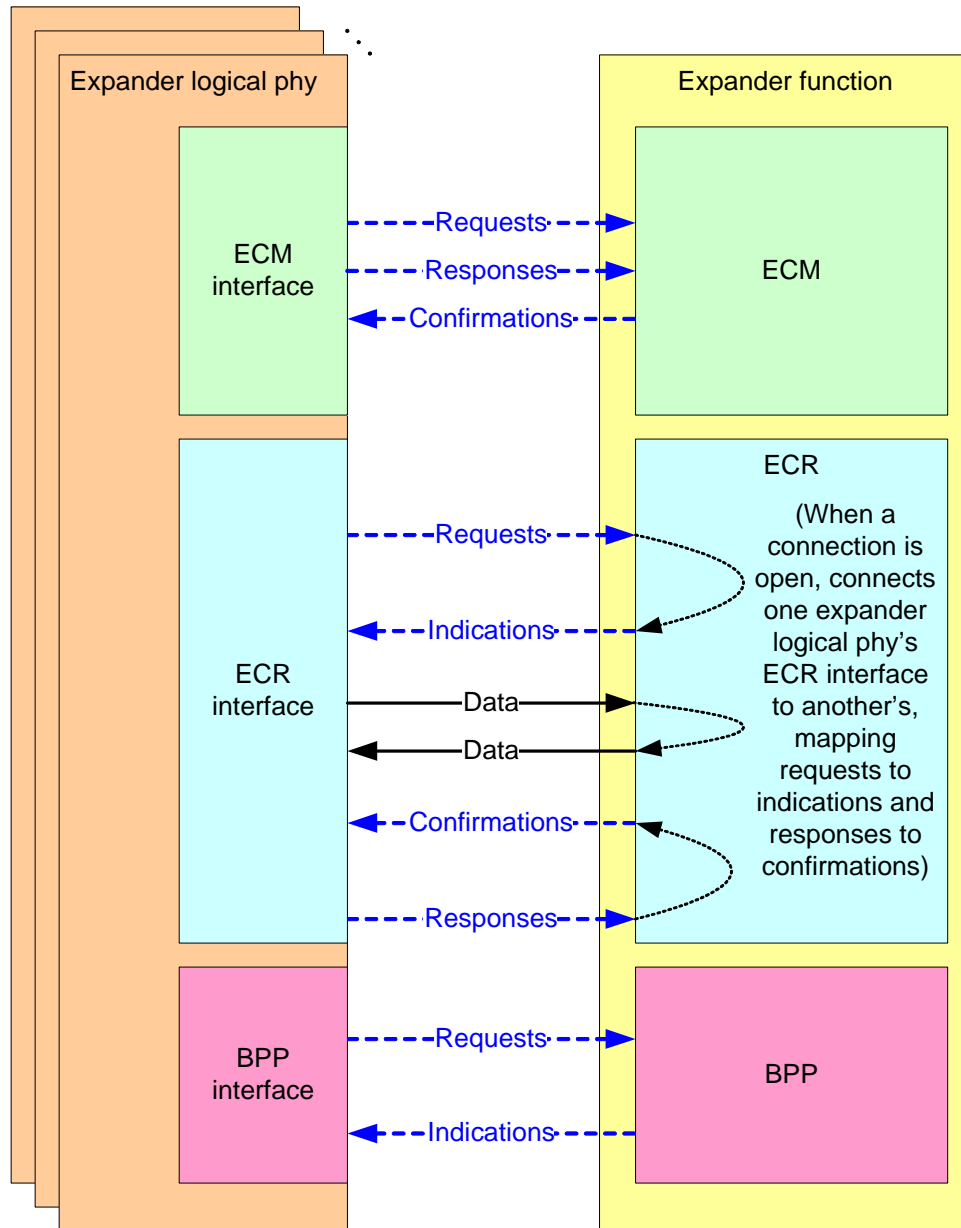 Expander logical phy
Expander function
ECM
interface
Requests
Responses
Confirmations
ECM
ECR
interface
Requests
Indications
Data
Data
Confirmations
Responses
ECR
(When a
connection is
open, connects
one expander
logical phy’s
ECR interface
to another’s,
mapping
requests to
indications and
responses to
confirmations)
BPP
interface
Requests
Indications
BPP